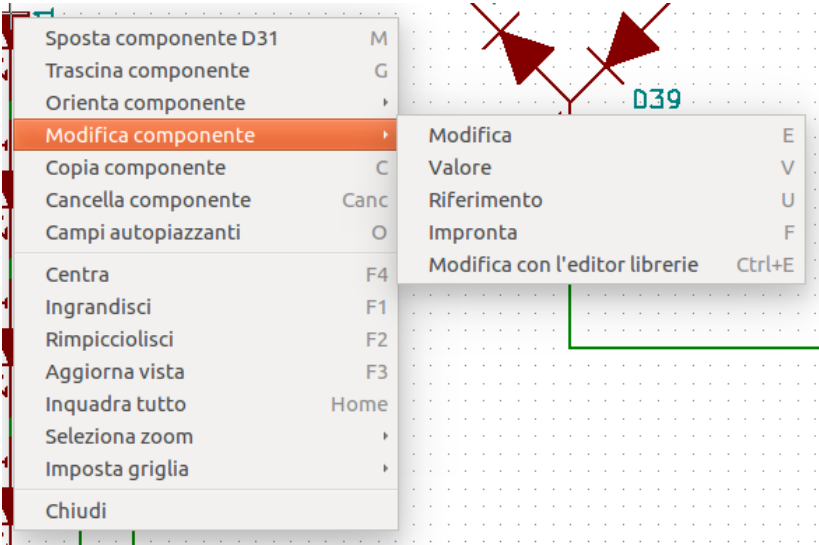 Sposta componente D31 M
Trascina componente G
Orienta componente
Modifica componente
Copia componente C
Cancella componente Canc
Campi autopiazzanti O
Centra F4
Ingrandisci F1
Rimpicciolisci F2
Aggiorna vista F3
Inquadra tutto Home
Seleziona zoom
Imposta griglia
Chiudi
D39
Modifica E
Valore V
Riferimento U
Impronta F
Modifica con l'editor librerie Ctrl+E